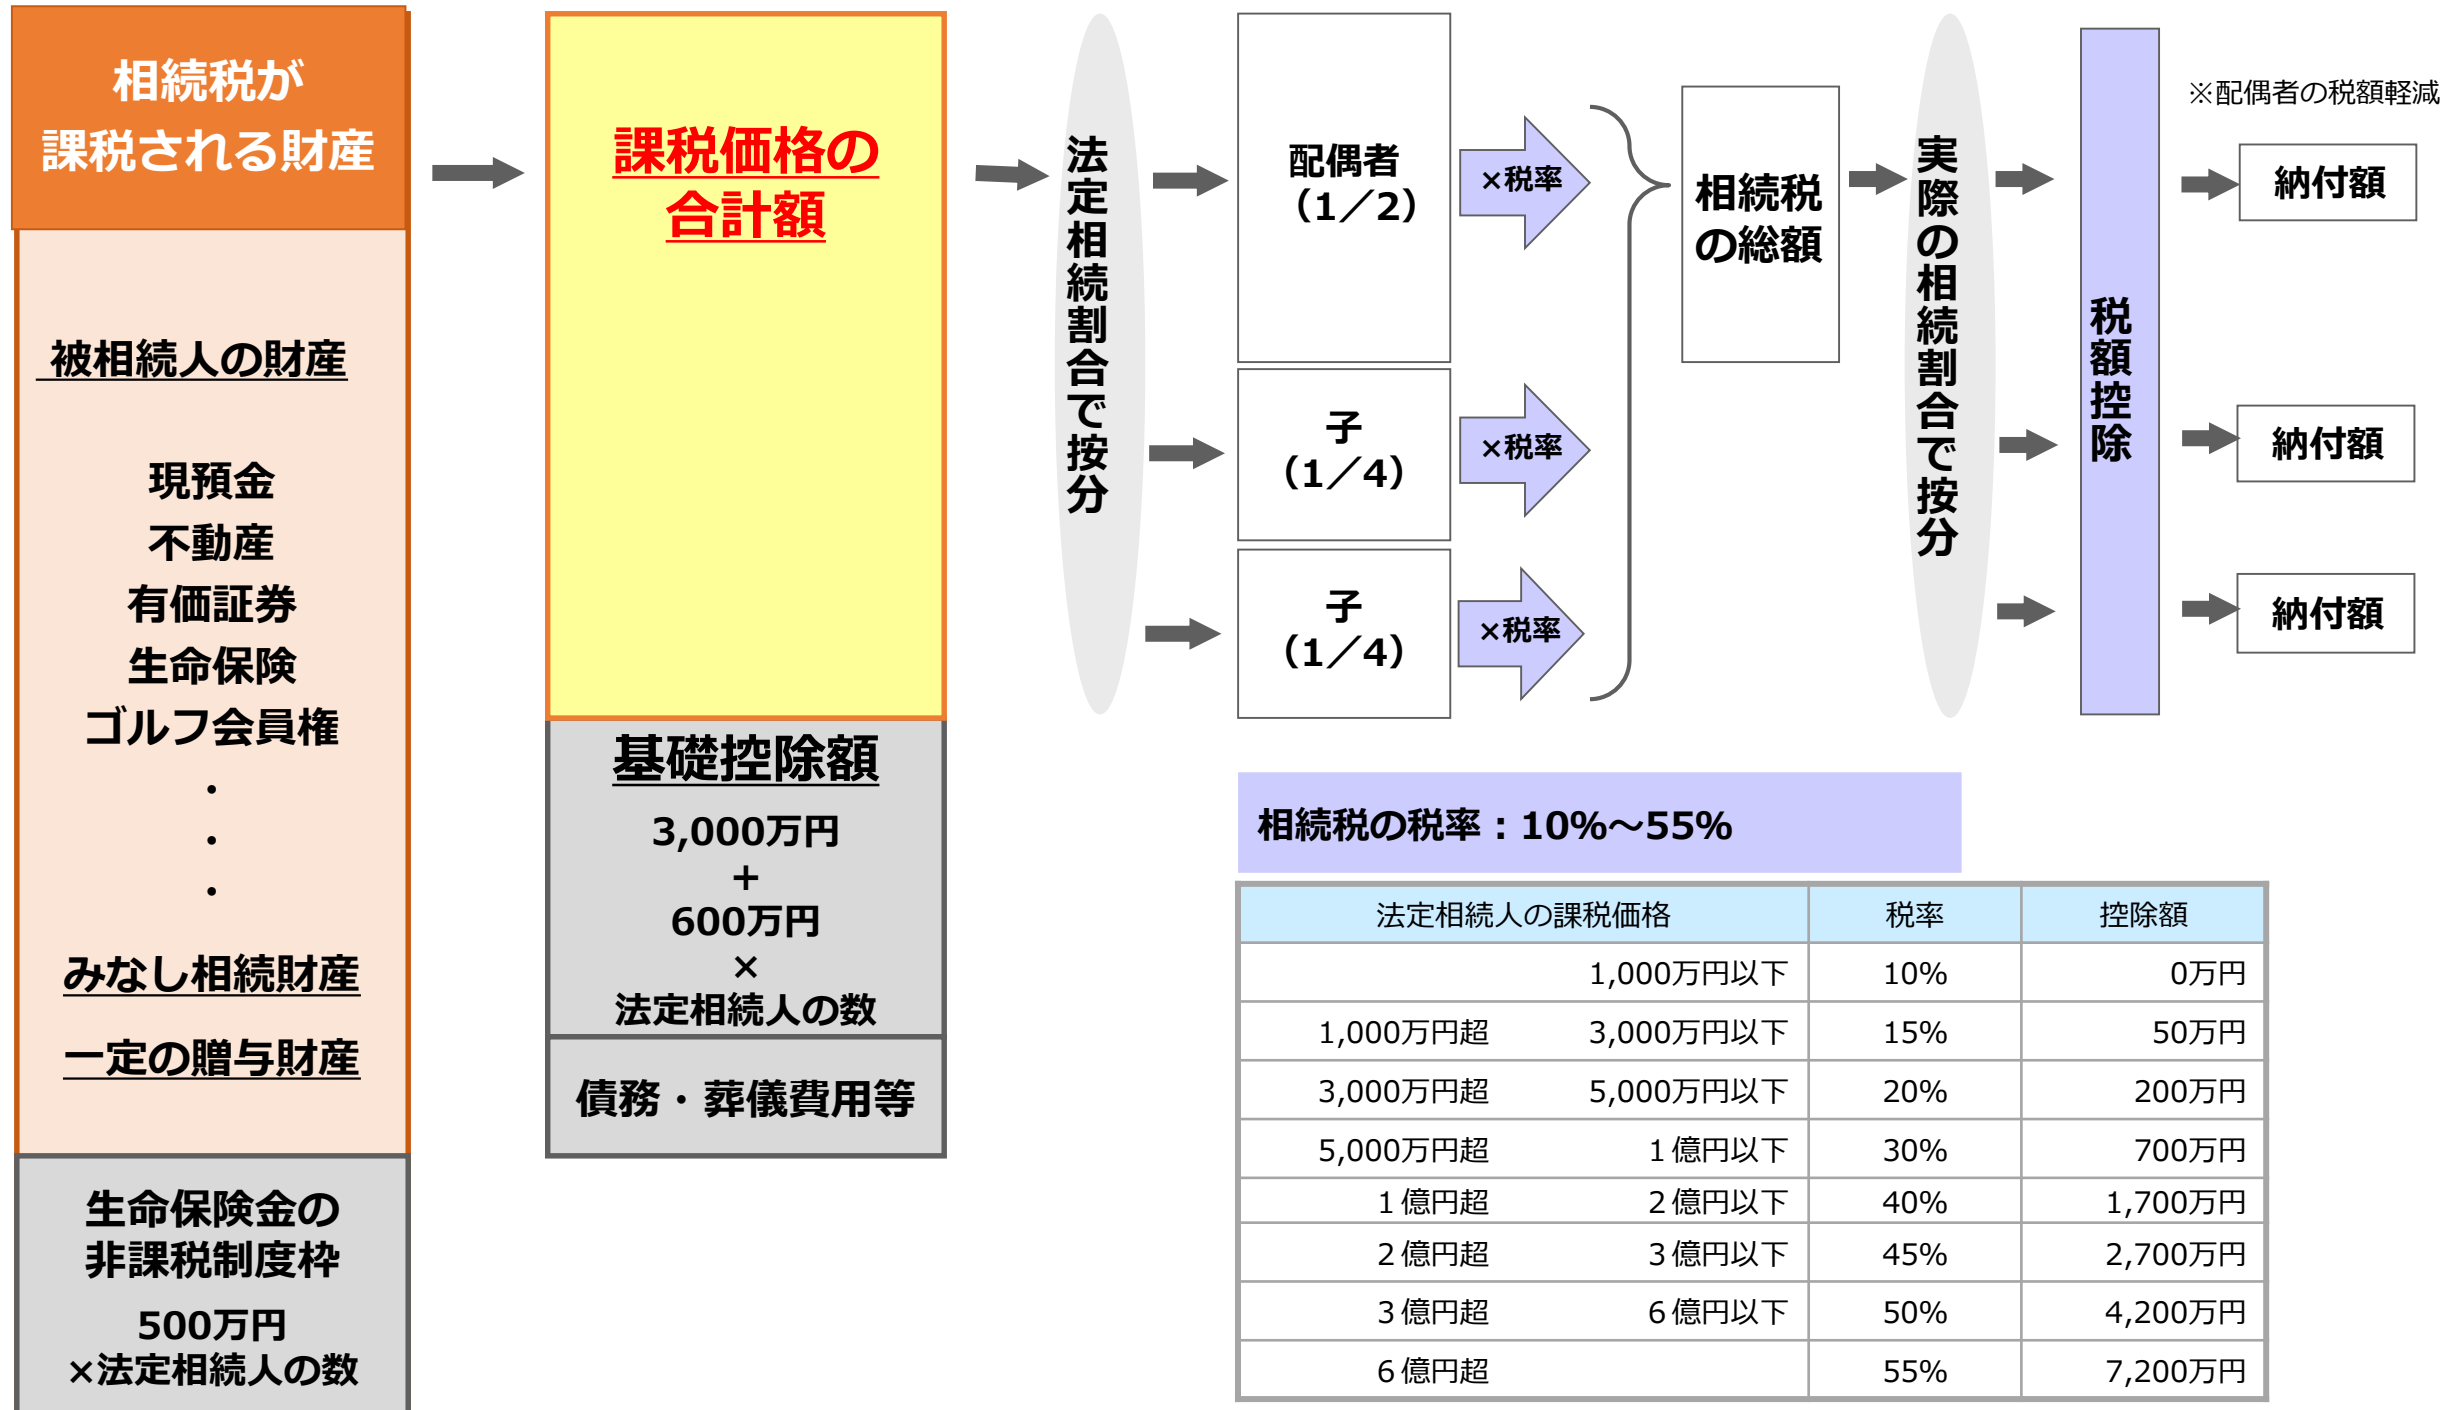 相続税が
課税される財産
被相続人の財産
現預金
不動産
有価証券
生命保険
ゴルフ会員権
・
・
・
みなし相続財産
一定の贈与財産
生命保険金の
非課税制度枠
500万円
×法定相続人の数
課税価格の
合計額
基礎控除額
3,000万円
+
600万円
×
法定相続人の数
債務・葬儀費用等
法定相続割合で按分
配偶者
（1／2）
×税率
子
（1／4）
×税率
子
（1／4）
×税率
相続税
の総額
実際の相続割合で按分
税額控除
※配偶者の税額軽減
納付額
納付額
納付額
相続税の税率：10%～55%
法定相続人の課税価格 税率 控除額
1,000万円以下 10% 0万円
1,000万円超 3,000万円以下 15% 50万円
3,000万円超 5,000万円以下 20% 200万円
5,000万円超 １億円以下 30% 700万円
１億円超 ２億円以下 40% 1,700万円
２億円超 ３億円以下 45% 2,700万円
３億円超 ６億円以下 50% 4,200万円
６億円超 55% 7,200万円